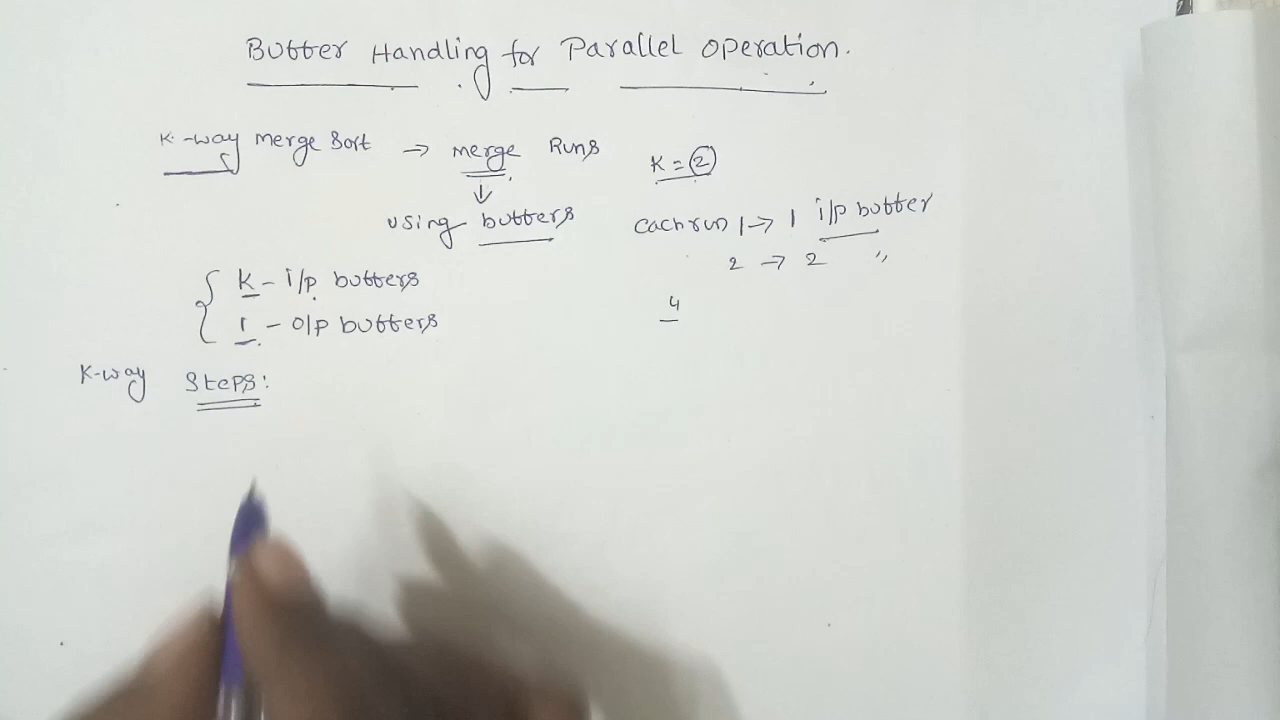 Buffer Handling for Parallel operation.
K-way merge Sort → merge Runs
K = 2
↓
using buffers
each run 1 → 1 i/p buffer
2 → 2 〃
K - i/p buffers
1 - o/p buffers
4
K-way Steps: